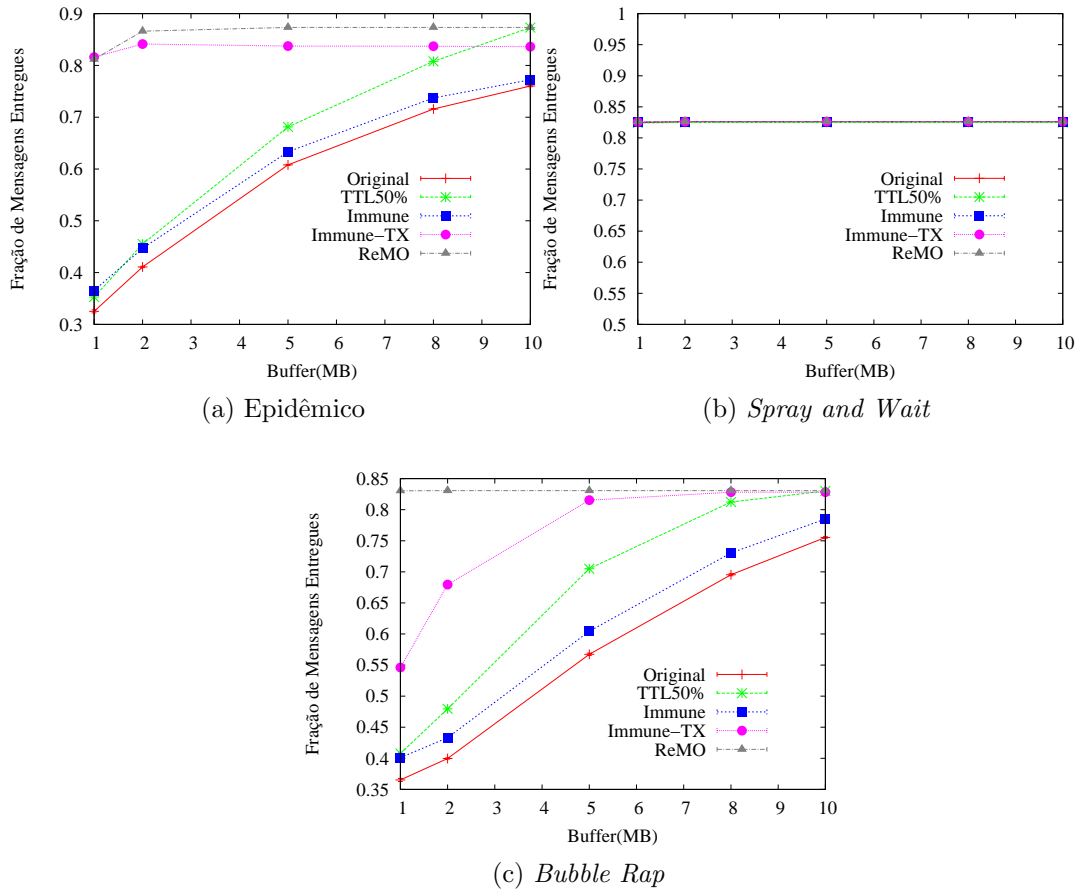 0.9
0.8
0.7
0.6
0.5
0.4
0.3
Fração de Mensagens Entregues
Original
TTL50%
Immune
Immune−TX
ReMO
1 2 3 4 5 6 7 8 9 10
Buffer(MB)
(a) Epidêmico
1
0.95
0.9
0.85
0.8
0.75
0.7
0.65
0.6
0.55
0.5
Fração de Mensagens Entregues
Original
TTL50%
Immune
Immune−TX
ReMO
1 2 3 4 5 6 7 8 9 10
Buffer(MB)
(b) Spray and Wait
0.85
0.8
0.75
0.7
0.65
0.6
0.55
0.5
0.45
0.4
0.35
Fração de Mensagens Entregues
Original
TTL50%
Immune
Immune−TX
ReMO
1 2 3 4 5 6 7 8 9 10
Buffer(MB)
(c) Bubble Rap